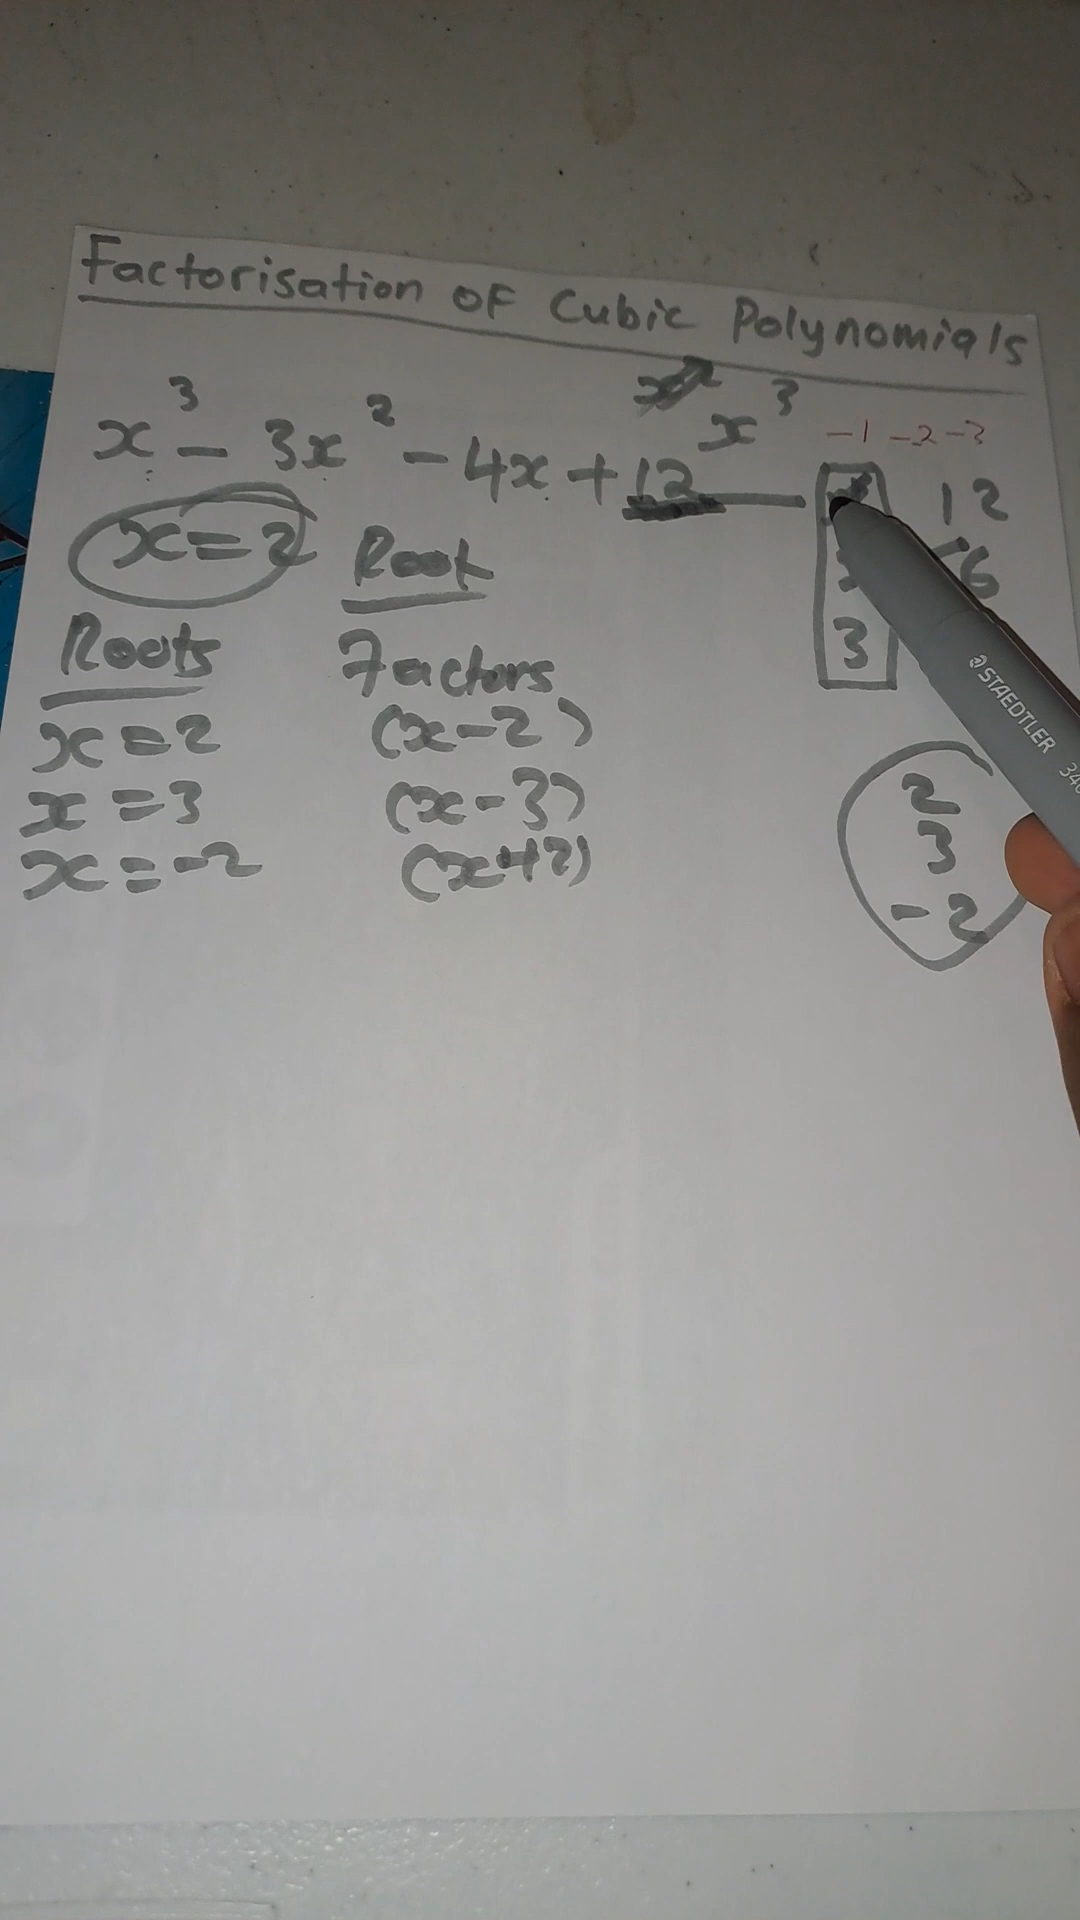 Factorisation of Cubic Polynomials
x³ - 3x² - 4x + 12
x³
-1 -2 -3
12
6
3
x = 2
Root
Roots
Factors
x = 2 (x - 2)
x = 3 (x - 3)
x = -2 (x + 2)
2
3
-2
STAEDTLER